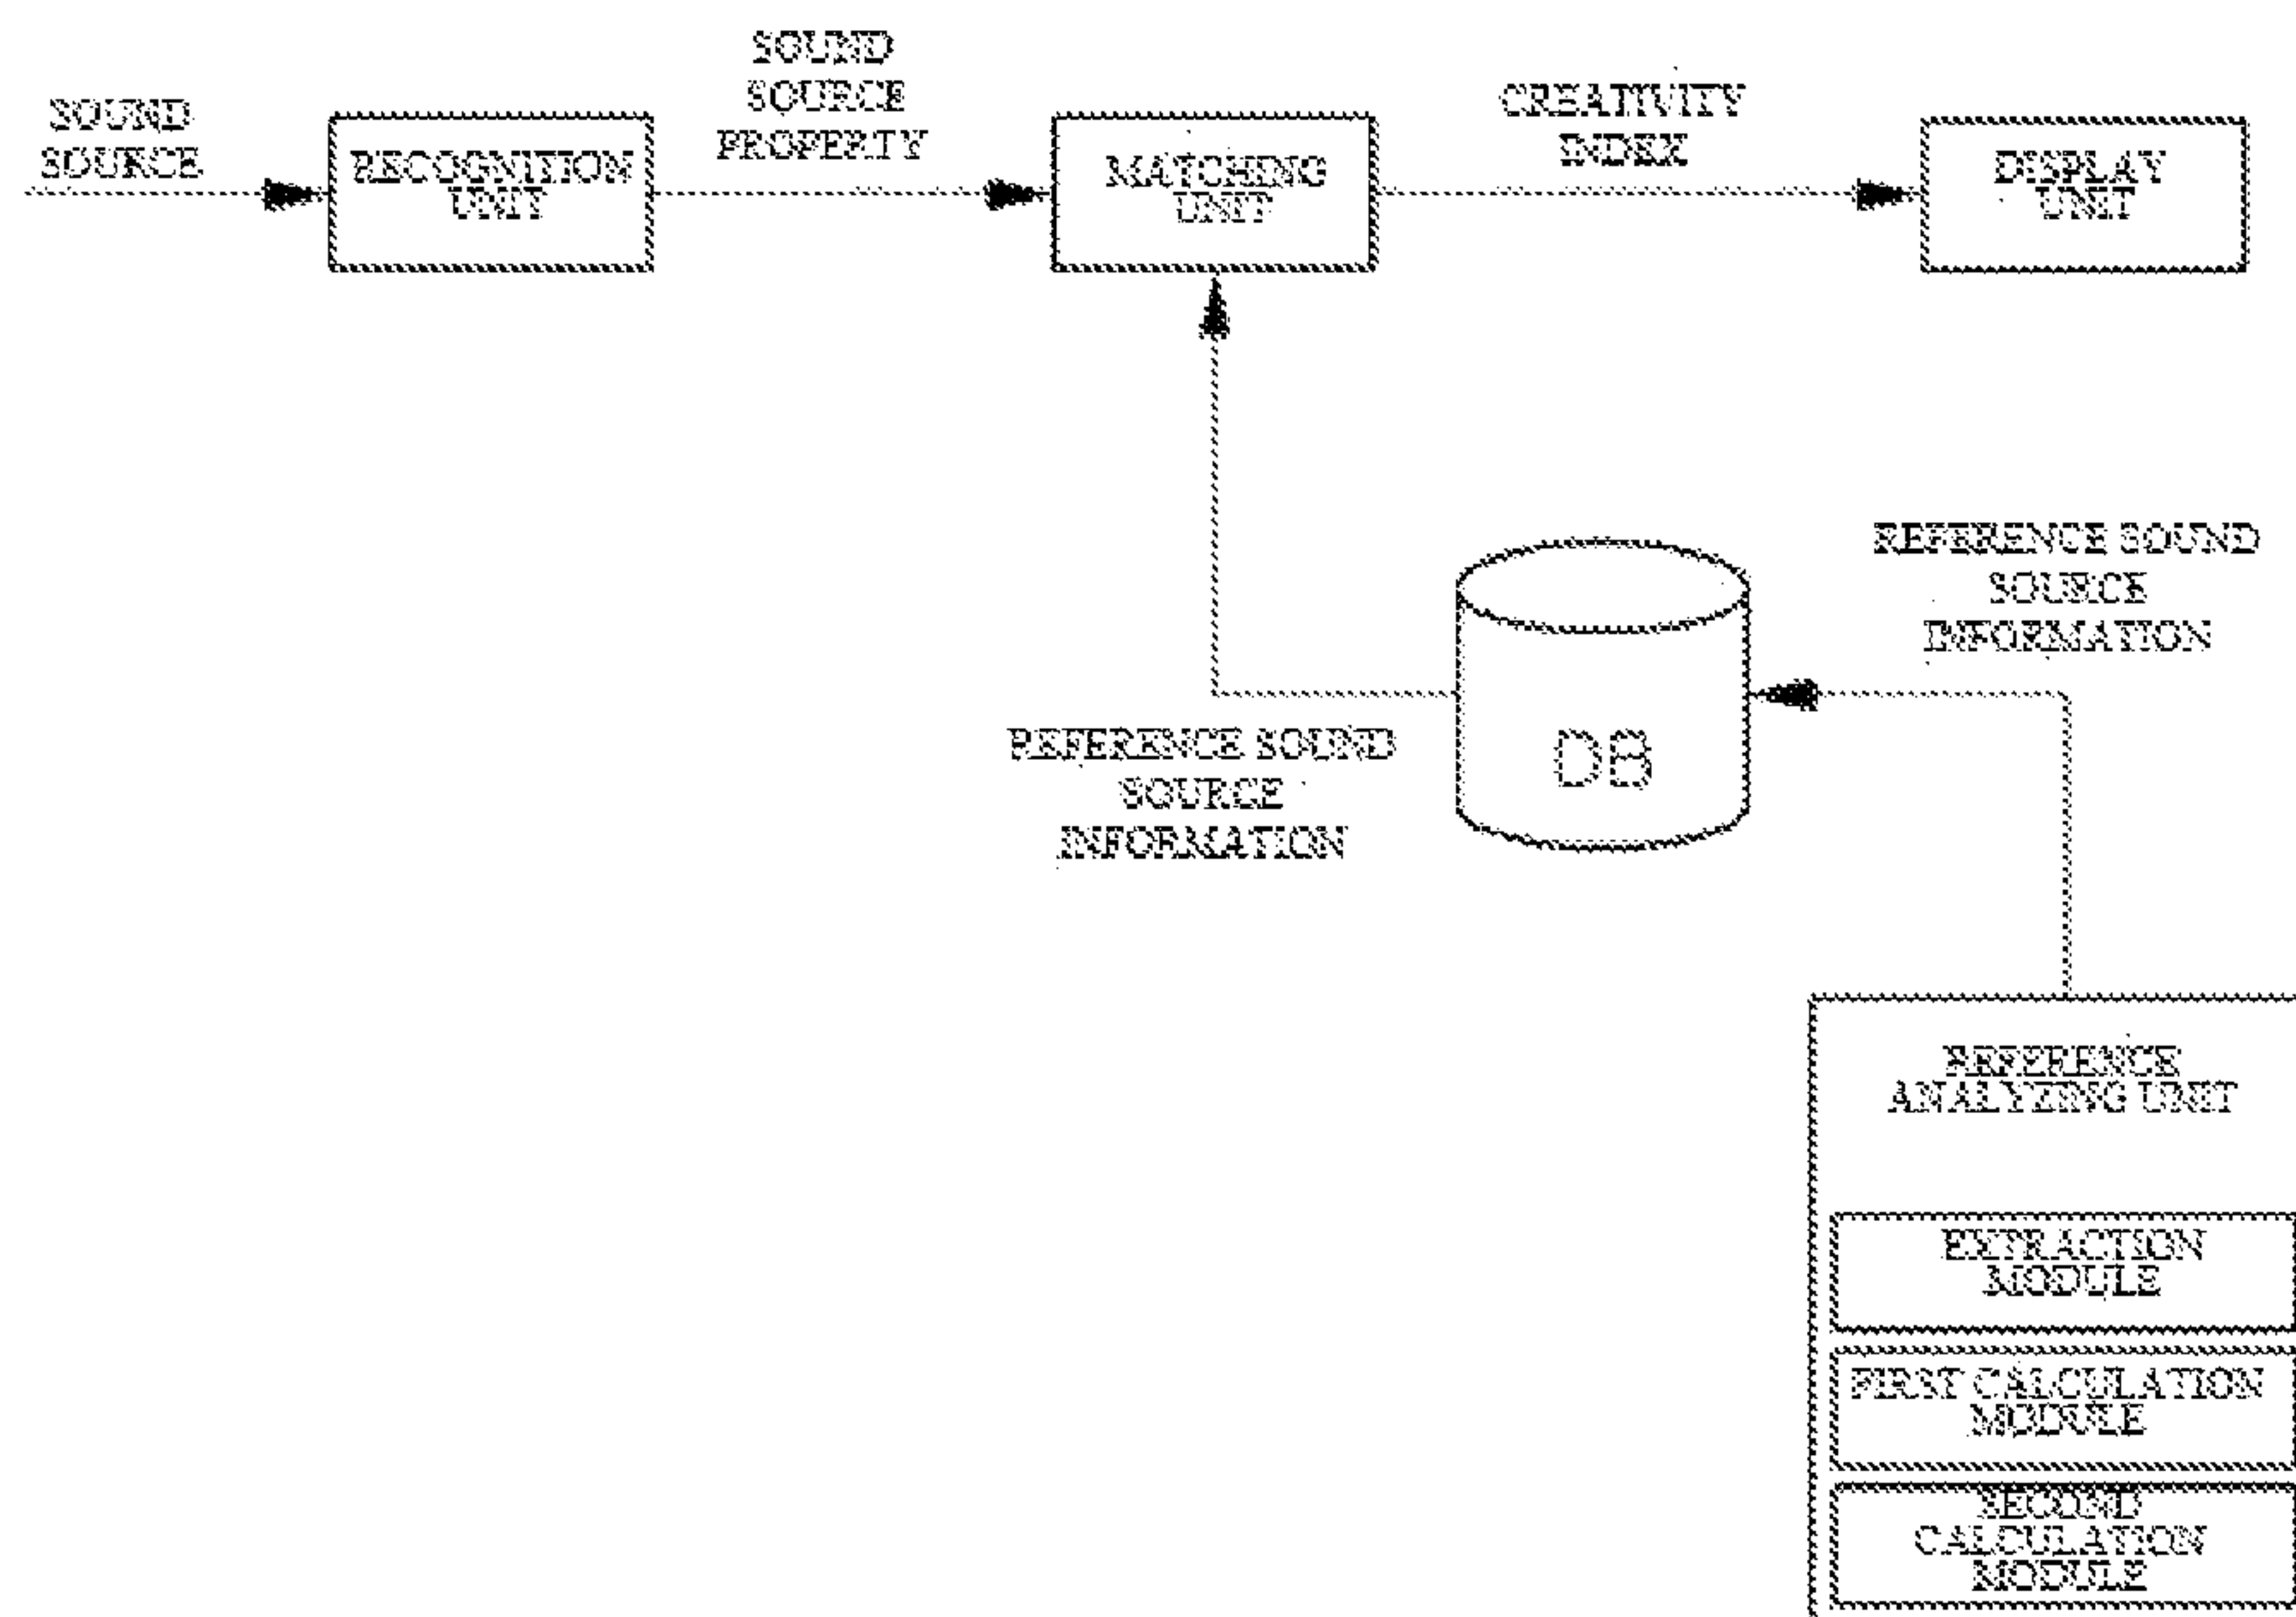 SOUND
SOURCE
RECOGNITION
UNIT
SOUND
SOURCE
PROPERTY
MATCHING
UNIT
CREATIVITY
INDEX
DISPLAY
UNIT
REFERENCE SOUND
SOURCE
INFORMATION
DB
REFERENCE SOUND
SOURCE
INFORMATION
REFERENCE
ANALYZING UNIT
EXTRACTION
MODULE
FIRST CALCULATION
MODULE
SECOND
CALCULATION
MODULE